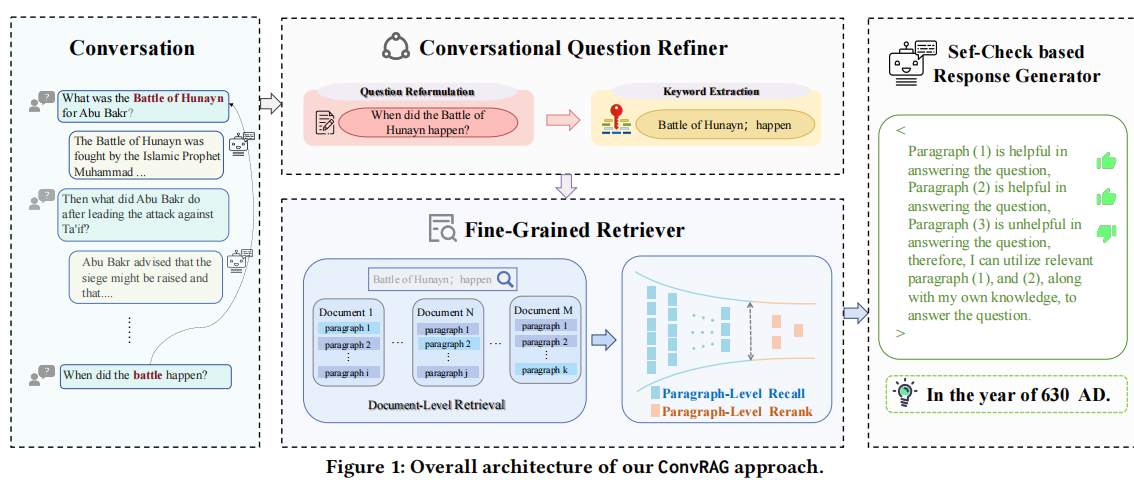 Conversation
What was the Battle of Hunayn
for Abu Bakr?
The Battle of Hunayn was
fought by the Islamic Prophet
Muhammad ...
Then what did Abu Bakr do
after leading the attack against
Ta'if?
Abu Bakr advised that the
siege might be raised and
that....
When did the battle happen?
Conversational Question Refiner
Question Reformulation
When did the Battle of
Hunayn happen?
Keyword Extraction
Battle of Hunayn; happen
Fine-Grained Retriever
Battle of Hunayn; happen
Document 1
paragraph 1
paragraph 2
paragraph i
...
Document N
paragraph 1
paragraph 2
paragraph j
...
Document M
paragraph 1
paragraph 2
paragraph k
Document-Level Retrieval
Paragraph-Level Recall
Paragraph-Level Rerank
Sef-Check based
Response Generator
<
Paragraph (1) is helpful in
answering the question,
Paragraph (2) is helpful in
answering the question,
Paragraph (3) is unhelpful in
answering the question,
therefore, I can utilize relevant
paragraph (1), and (2), along
with my own knowledge, to
answer the question.
>
In the year of 630 AD.
Figure 1: Overall architecture of our ConvRAG approach.